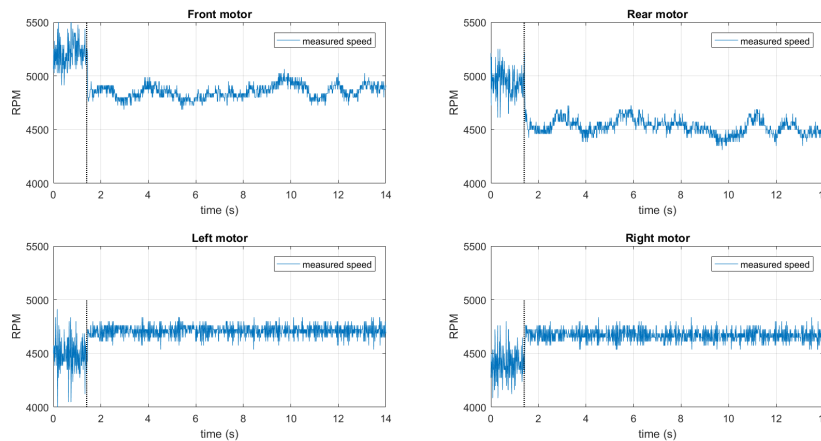 Front motor
5500
5000
4500
4000
RPM
measured speed
0 2 4 6 8 10 12 14
time (s)
Rear motor
5500
5000
4500
4000
RPM
measured speed
0 2 4 6 8 10 12
time (s)
Left motor
5500
5000
4500
4000
RPM
measured speed
0 2 4 6 8 10 12 14
time (s)
Right motor
5500
5000
4500
4000
RPM
measured speed
0 2 4 6 8 10 12
time (s)